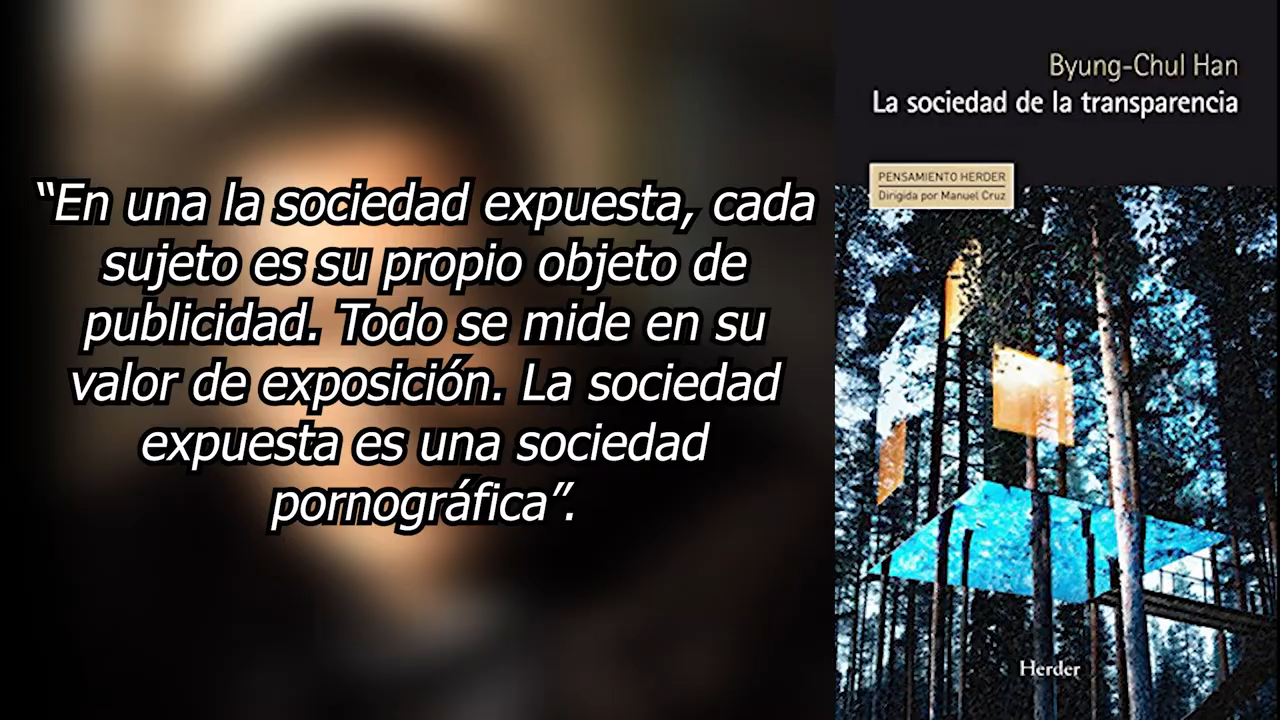 “En una la sociedad expuesta, cada
sujeto es su propio objeto de
publicidad. Todo se mide en su
valor de exposición. La sociedad
expuesta es una sociedad
pornográfica”.
Byung-Chul Han
La sociedad de la transparencia
PENSAMIENTO HERDER
Dirigida por Manuel Cruz
Herder